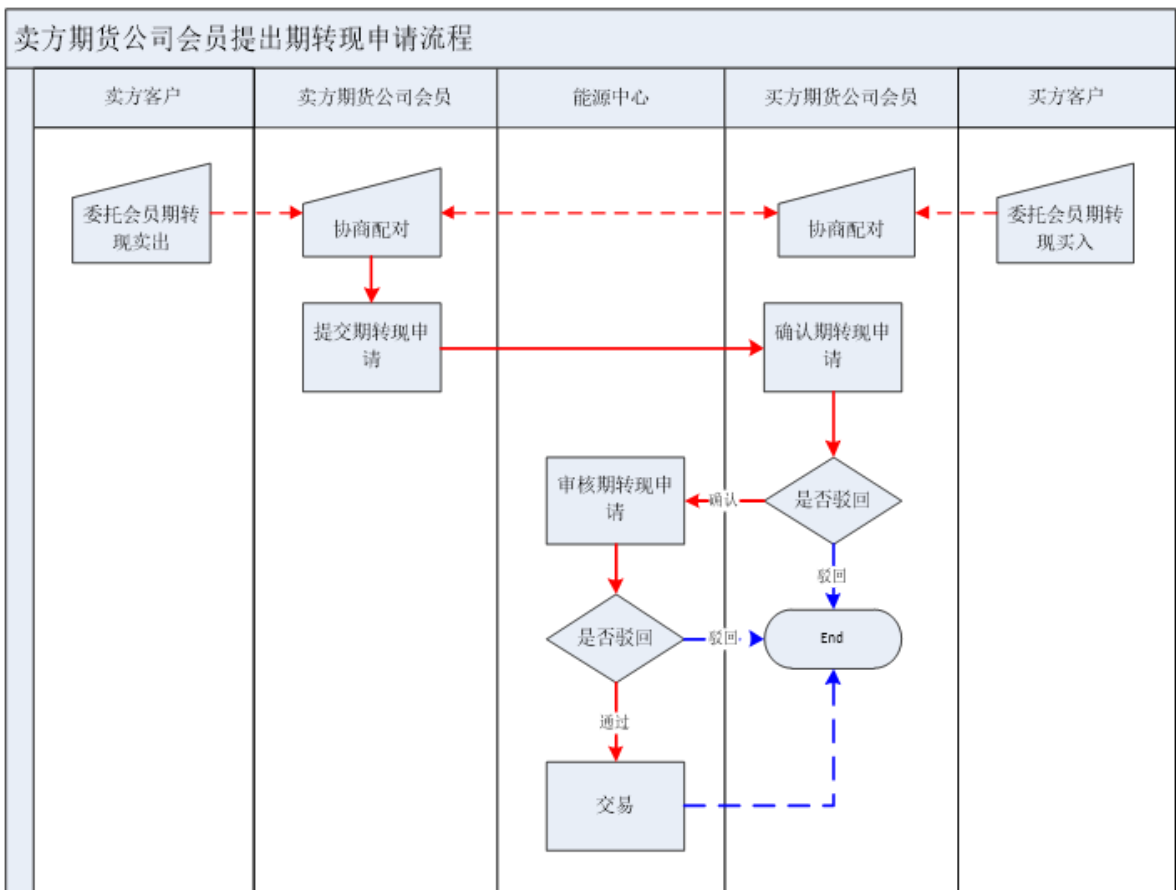 卖方期货公司会员提出期转现申请流程
卖方客户
卖方期货公司会员
能源中心
买方期货公司会员
买方客户
委托会员期转
现卖出
协商配对
协商配对
委托会员期转
现买入
提交期转现申
请
确认期转现申
请
审核期转现申
请
确认
是否驳回
驳回
是否驳回
驳回
End
通过
交易